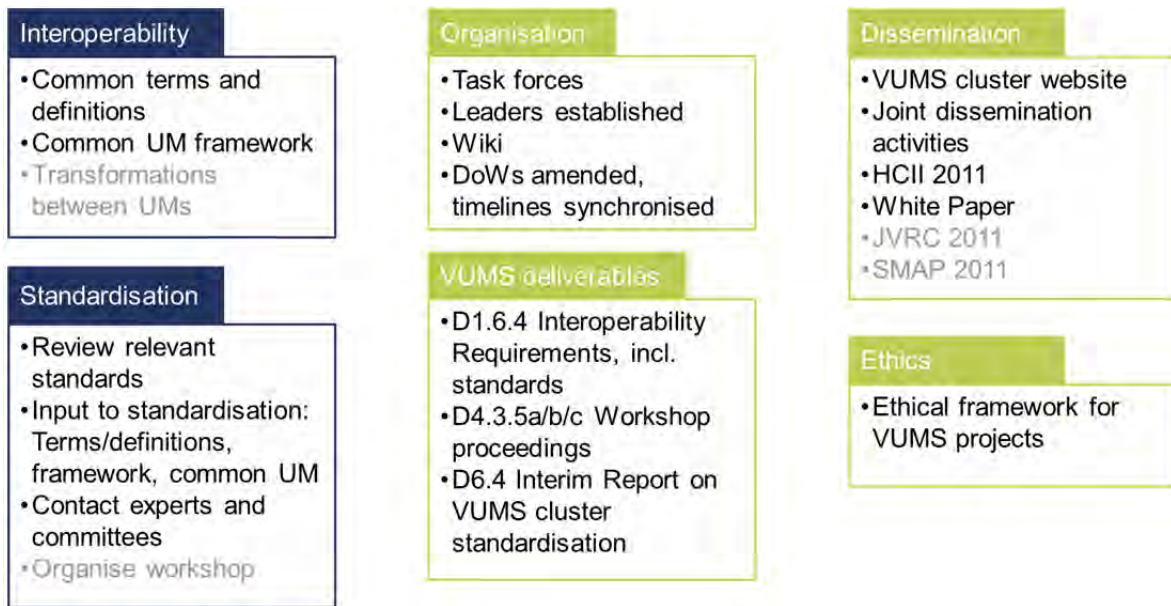 Interoperability
•Common terms and
definitions
•Common UM framework
•Transformations
between UMs
Standardisation
•Review relevant
standards
•Input to standardisation:
Terms/definitions,
framework, common UM
•Contact experts and
committees
•Organise workshop
Organisation
•Task forces
•Leaders established
•Wiki
•DoWs amended,
timelines synchronised
VUMS deliverables
•D1.6.4 Interoperability
Requirements, incl.
standards
•D4.3.5a/b/c Workshop
proceedings
•D6.4 Interim Report on
VUMS cluster
standardisation
Dissemination
•VUMS cluster website
•Joint dissemination
activities
•HCII 2011
•White Paper
•JVRC 2011
•SMAP 2011
Ethics
•Ethical framework for
VUMS projects